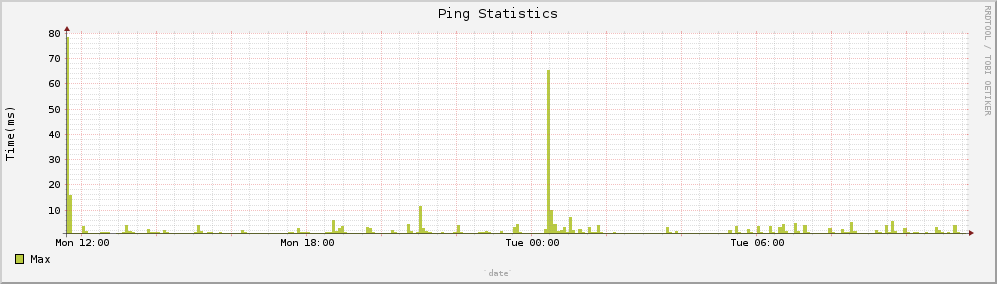 Ping Statistics
RRDTOOL / TOBI OETIKER
Time(ms)
80
70
60
50
40
30
20
10
Mon 12:00 Mon 18:00 Tue 00:00 Tue 06:00
Max
`date`